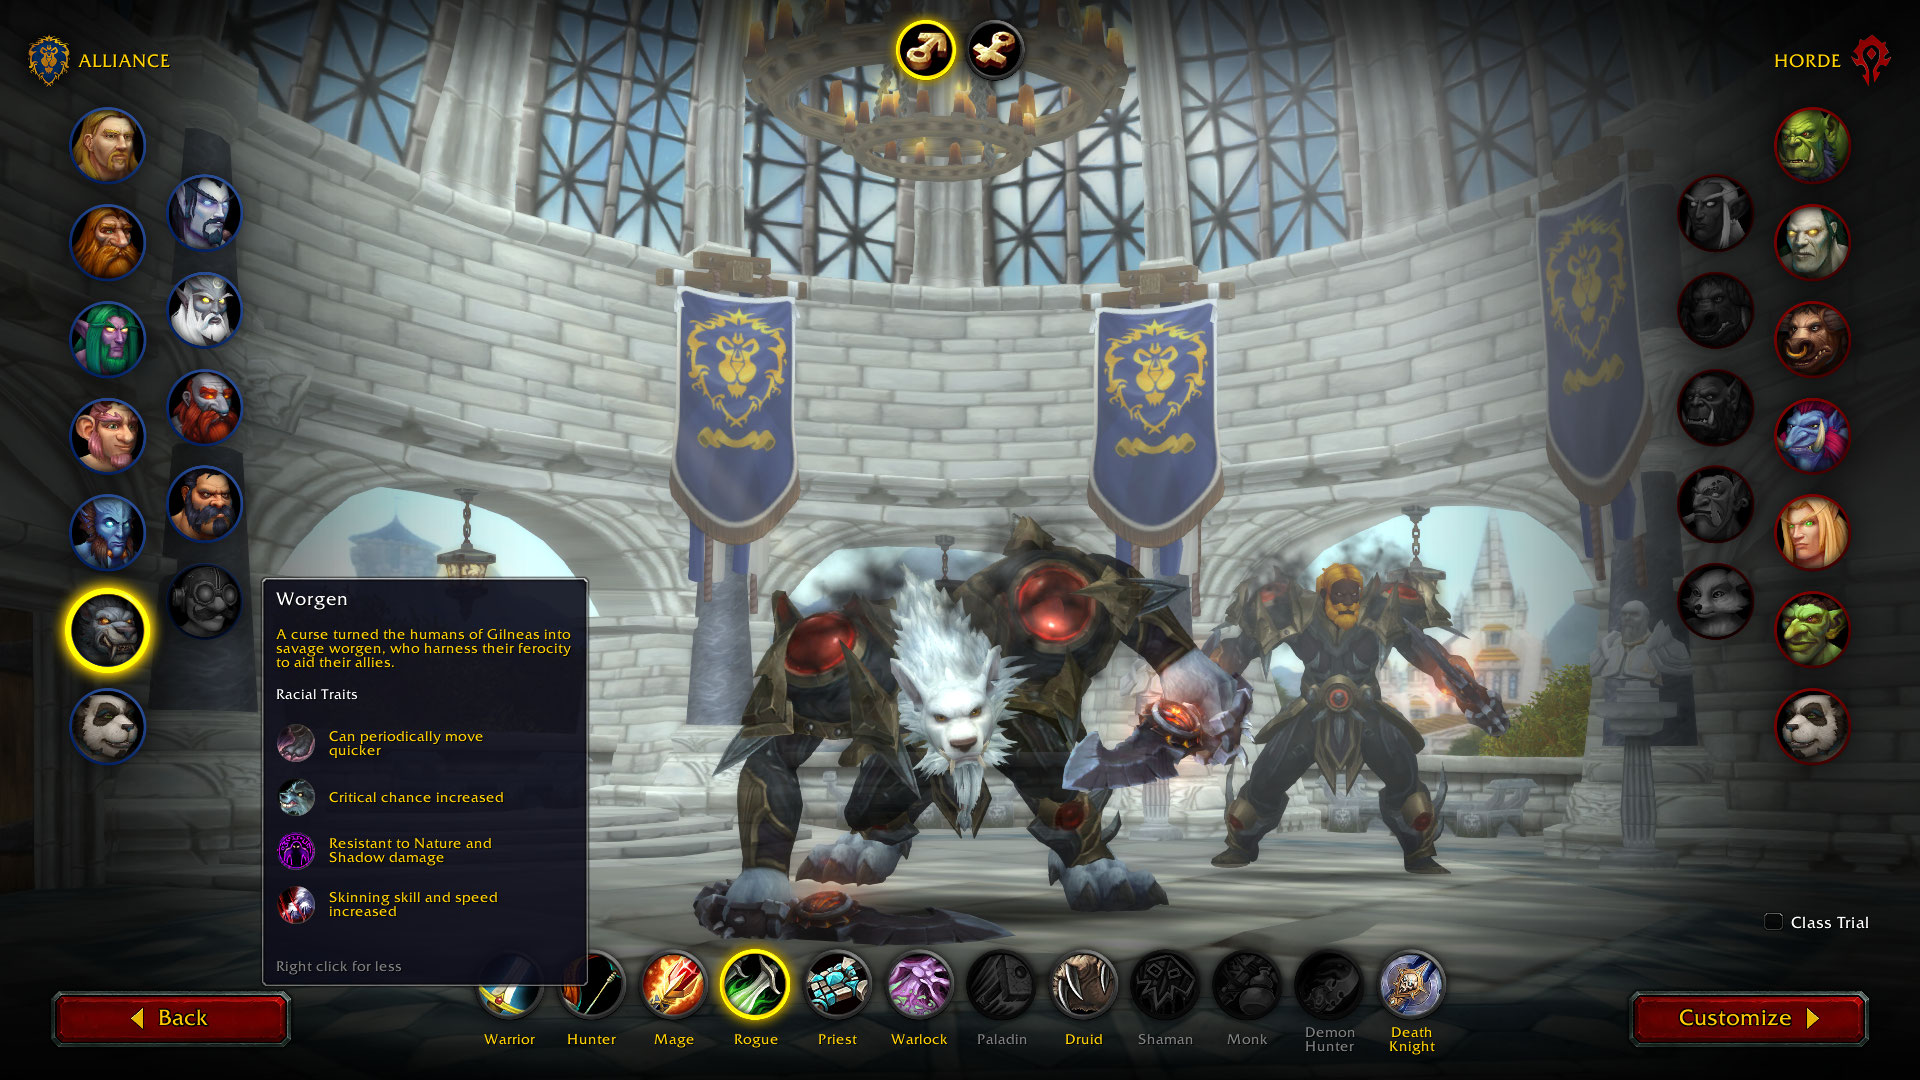 ALLIANCE
HORDE
Worgen
A curse turned the humans of Gilneas into
savage worgen, who harness their ferocity
to aid their allies.
Racial Traits
Can periodically move
quicker
Critical chance increased
Resistant to Nature and
Shadow damage
Skinning skill and speed
increased
Right click for less
Class Trial
Back
Warrior
Hunter
Mage
Rogue
Priest
Warlock
Paladin
Druid
Shaman
Monk
Demon
Hunter
Death
Knight
Customize